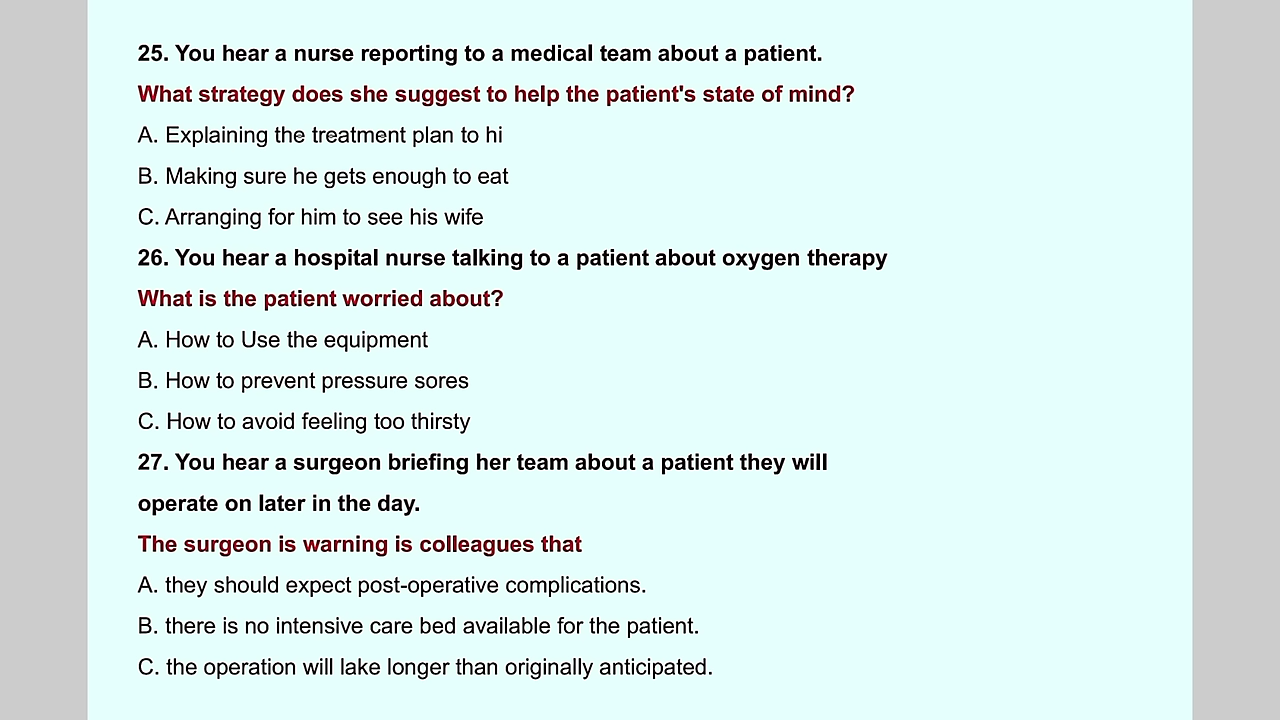 25. You hear a nurse reporting to a medical team about a patient.
What strategy does she suggest to help the patient's state of mind?
A. Explaining the treatment plan to hi
B. Making sure he gets enough to eat
C. Arranging for him to see his wife
26. You hear a hospital nurse talking to a patient about oxygen therapy
What is the patient worried about?
A. How to Use the equipment
B. How to prevent pressure sores
C. How to avoid feeling too thirsty
27. You hear a surgeon briefing her team about a patient they will
operate on later in the day.
The surgeon is warning is colleagues that
A. they should expect post-operative complications.
B. there is no intensive care bed available for the patient.
C. the operation will lake longer than originally anticipated.